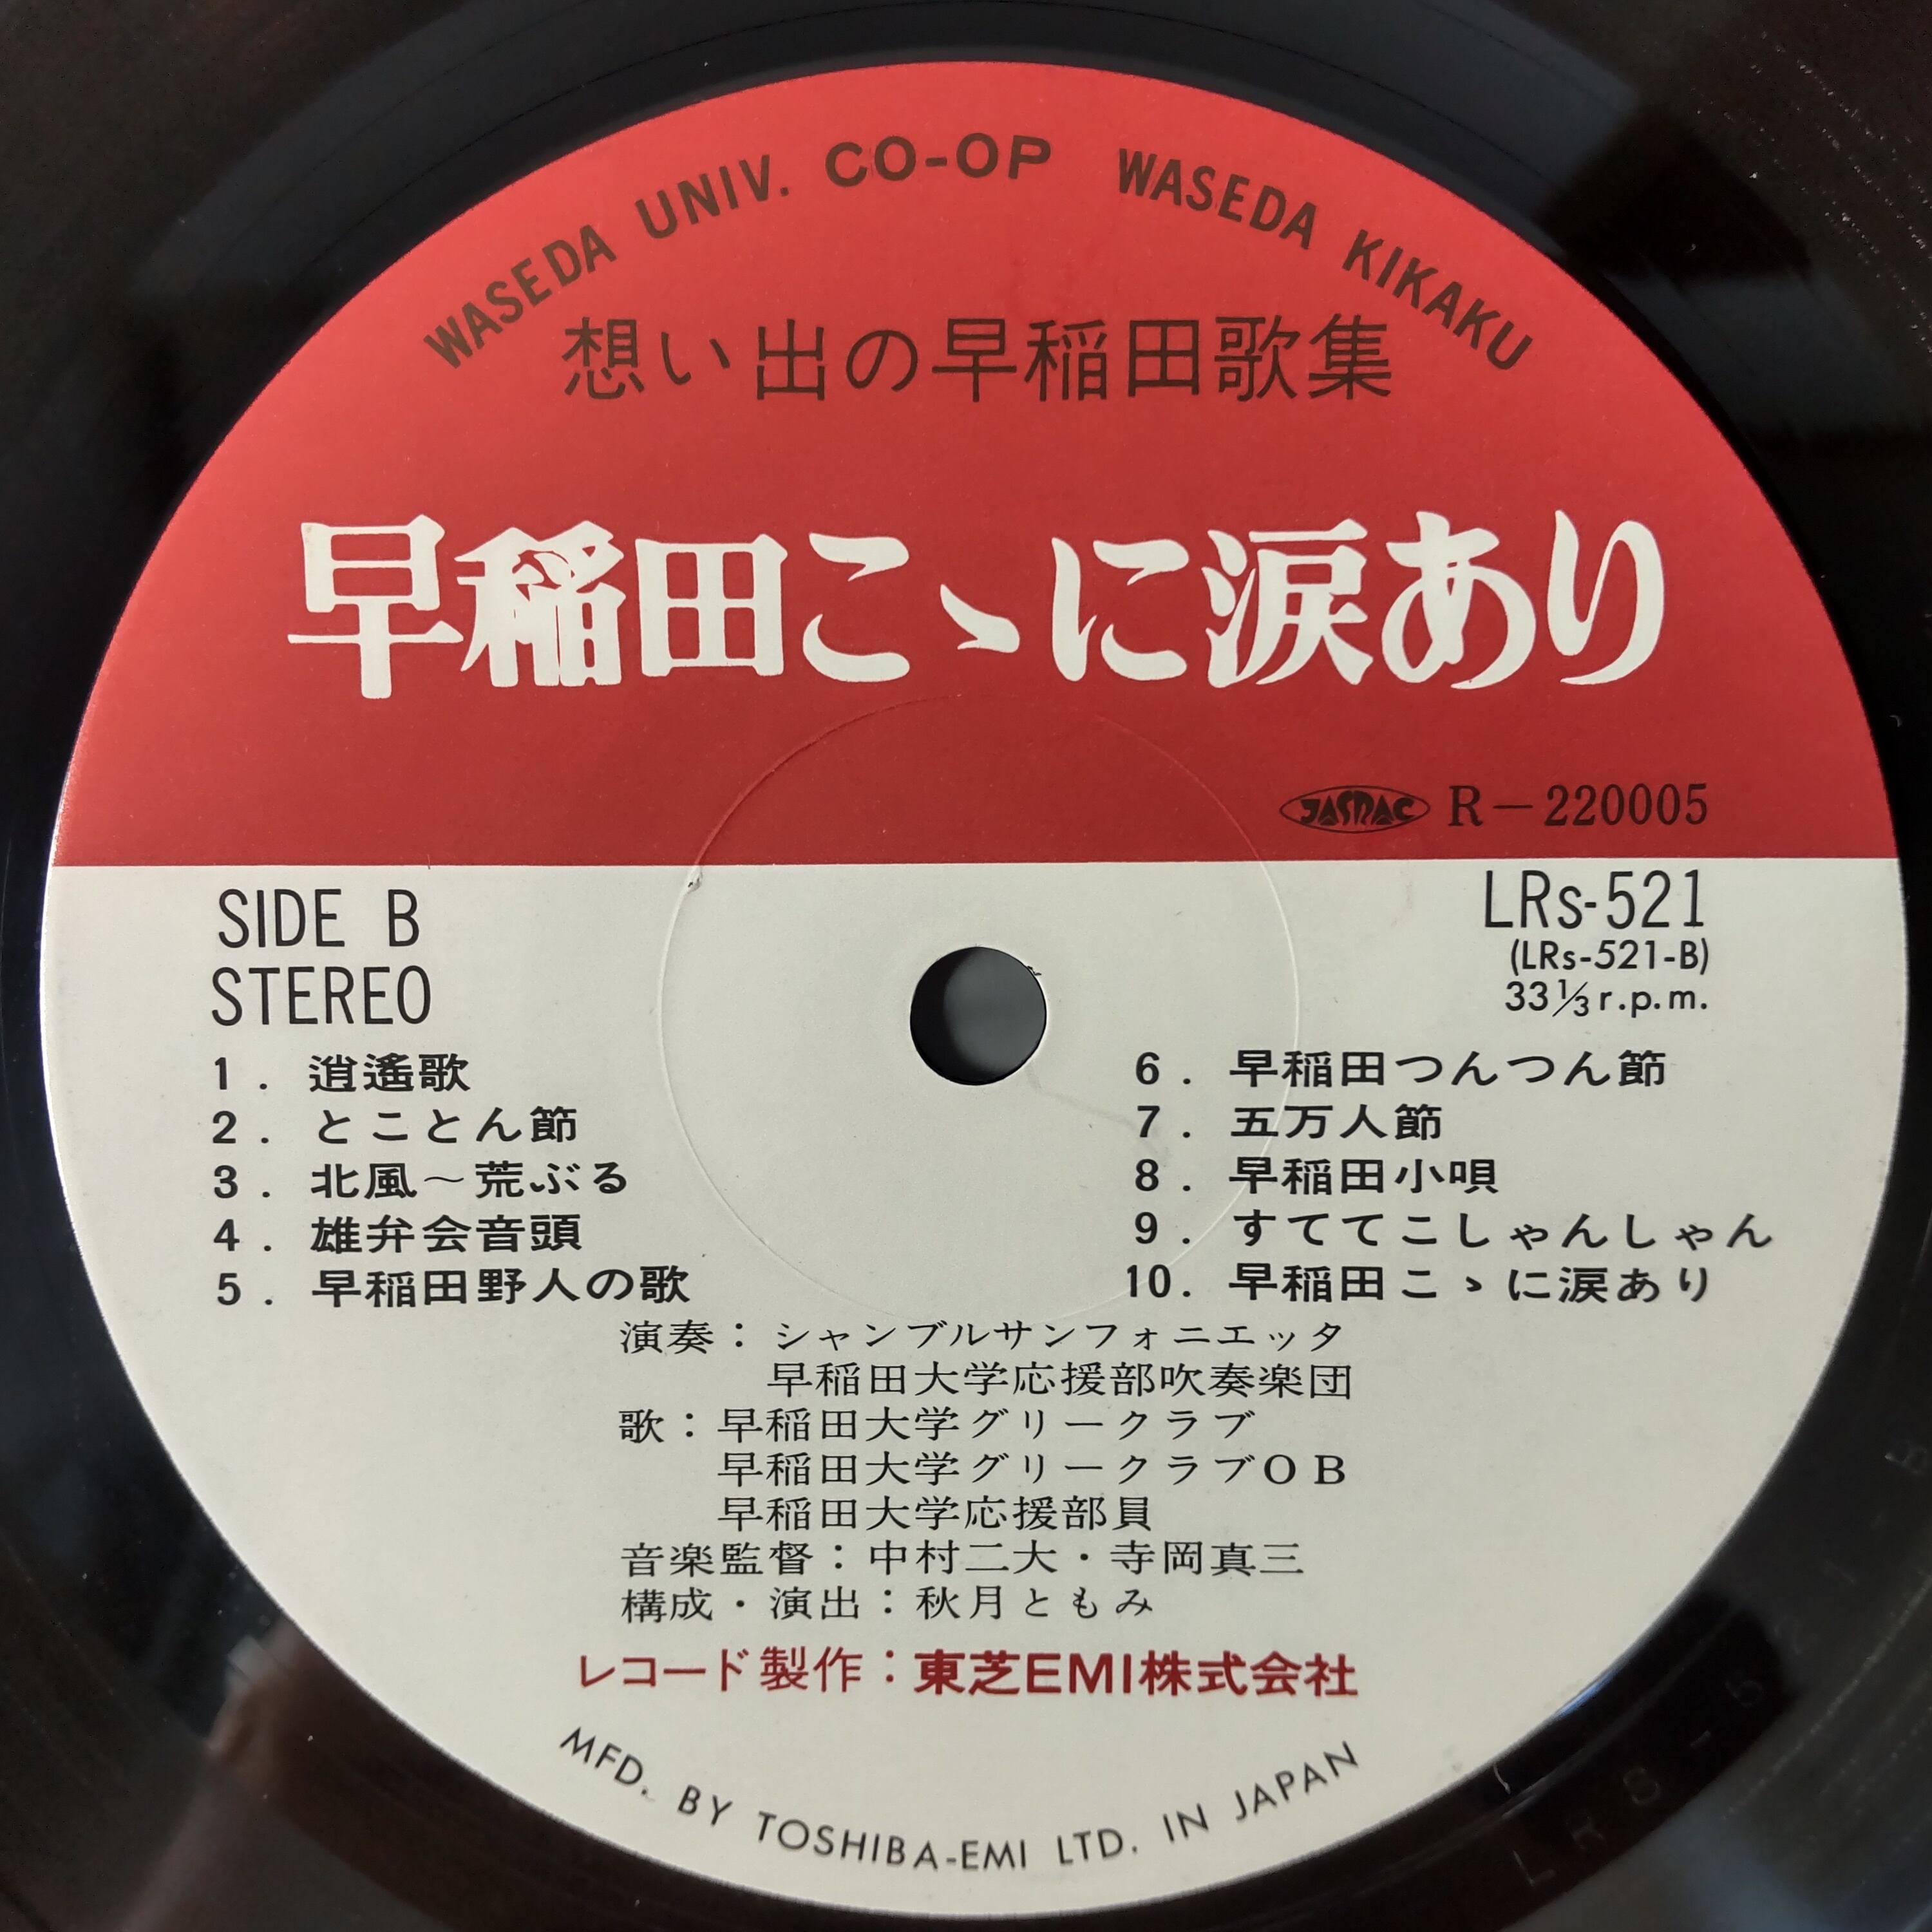 WASEDA UNIV. CO-OP WASEDA KIKAKU
想い出の早稲田歌集
早稲田こゝに涙あり
JASRAC R-220005
SIDE B
STEREO
LRs-521
(LRs-521-B)
33⅓ r.p.m.
1. 逍遙歌
2. とことん節
3. 北風〜荒ぶる
4. 雄弁会音頭
5. 早稲田野人の歌
6. 早稲田つんつん節
7. 五万人節
8. 早稲田小唄
9. すててこしゃんしゃん
10. 早稲田こゝに涙あり
演奏：シャンブルサンフォニエッタ
早稲田大学応援部吹奏楽団
歌：早稲田大学グリークラブ
早稲田大学グリークラブOB
早稲田大学応援部員
音楽監督：中村二大・寺岡真三
構成・演出：秋月ともみ
レコード製作：東芝EMI株式会社
MFD. BY TOSHIBA-EMI LTD. IN JAPAN